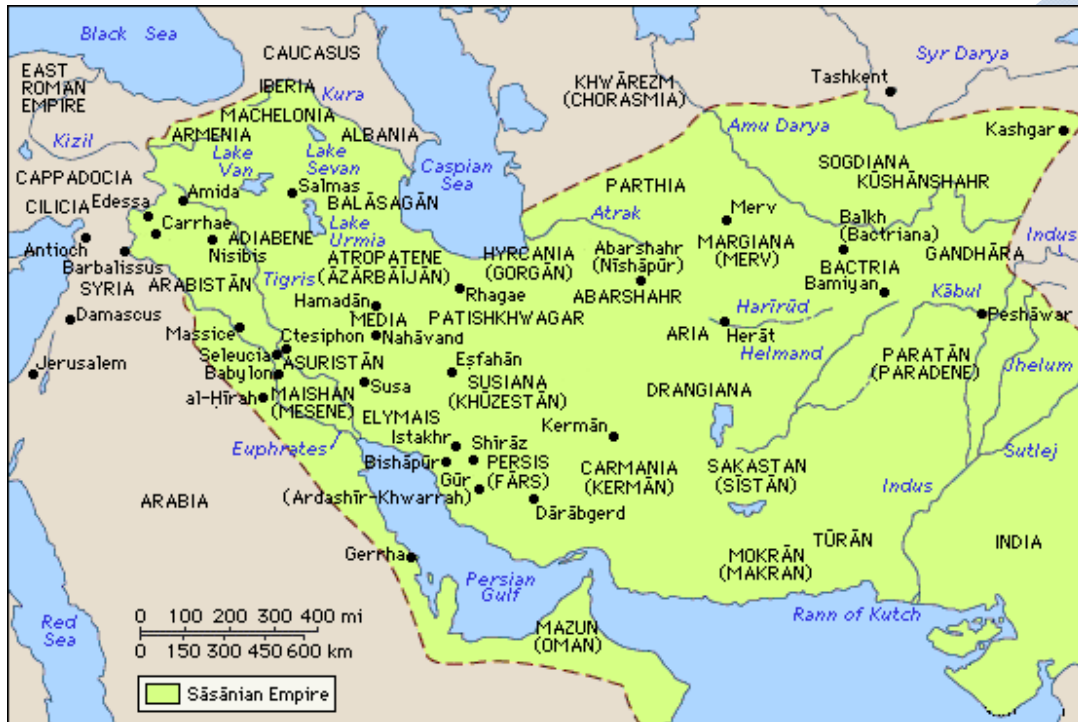 Black Sea
CAUCASUS
EAST
ROMAN
EMPIRE
IBERIA
Kura
KHWĀREZM
(CHORASMIA)
Tashkent
Syr Darya
MACHELONIA
ARMENIA
ALBANIA
Kizil
Lake
Van
Lake
Sevan
Caspian
Sea
Amu Darya
Kashgar
SOGDIANA
KŪSHĀNSHAHR
CAPPADOCIA
CILICIA
Edessa
Amida
Salmas
BALĀSAGĀN
PARTHIA
Carrhae
Lake
Urmia
Atrak
Merv
Balkh
(Bactriana)
Antioch
ADIABENE
Nisibis
HYRCANIA
(GORGĀN)
Abarshahr
(Nīshāpūr)
MARGIANA
(MERV)
GANDHĀRA
Indus
Barbalissus
SYRIA
ARABISTĀN
Tigris
ATROPATENE
(ĀZĀRBĀĪJĀN)
Rhagae
ABARSHAHR
BACTRIA
Bamiyan
Kābul
Hamadān
MEDIA
PATISHKHWAGAR
Harīrūd
Damascus
Massice
Ctesiphon
Nahāvand
ARIA
Herāt
Helmand
Peshāwar
Jerusalem
Seleucia
ASURISTĀN
Babylon
Eṣfahān
PARATĀN
(PARADENE)
Jhelum
al-Ḥīrah
MAISHĀN
(MESENE)
Susa
SUSIANA
(KHŪZESTĀN)
DRANGIANA
ELYMAIS
Euphrates
Istakhr
Shīrāz
Kermān
Sutlej
Bishāpūr
PERSIS
(FĀRS)
CARMANIA
(KERMĀN)
SAKASTAN
(SĪSTĀN)
Indus
Gūr
(Ardashīr-Khwarrah)
ARABIA
Dārābgerd
TŪRĀN
INDIA
Gerrha
MOKRĀN
(MAKRAN)
Persian
Gulf
Rann of Kutch
Red
Sea
0 100 200 300 400 mi
0 150 300 450 600 km
MAZUN
(OMAN)
Sāsānian Empire